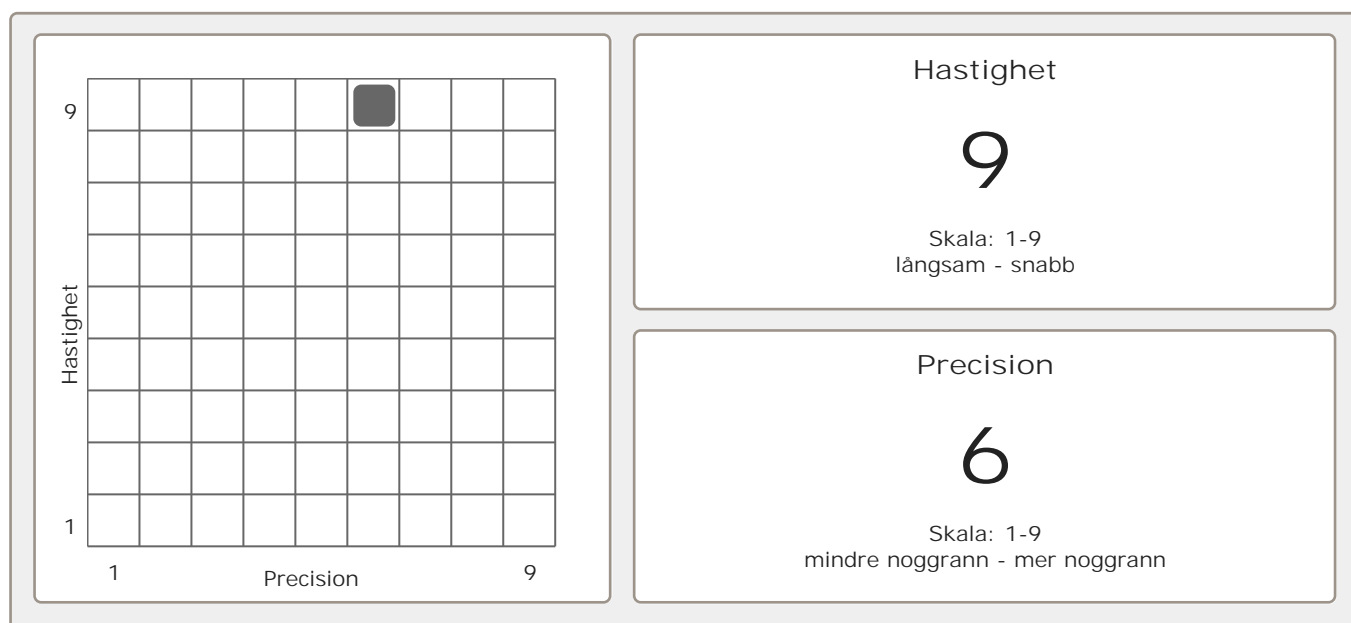 9
Hastighet
1
1
Precision
9
Hastighet
9
Skala: 1-9
långsam - snabb
Precision
6
Skala: 1-9
mindre noggrann - mer noggrann